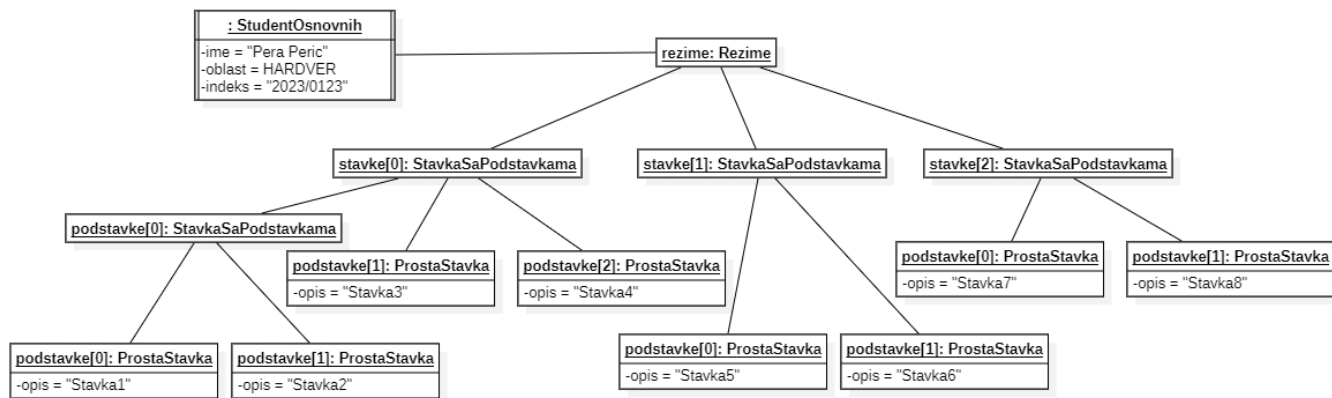 : StudentOsnovnih
-ime = "Pera Peric"
-oblast = HARDVER
-indeks = "2023/0123"
rezime: Rezime
stavke[0]: StavkaSaPodstavkama
stavke[1]: StavkaSaPodstavkama
stavke[2]: StavkaSaPodstavkama
podstavke[0]: StavkaSaPodstavkama
podstavke[1]: ProstaStavka
-opis = "Stavka3"
podstavke[2]: ProstaStavka
-opis = "Stavka4"
podstavke[0]: ProstaStavka
-opis = "Stavka7"
podstavke[1]: ProstaStavka
-opis = "Stavka8"
podstavke[0]: ProstaStavka
-opis = "Stavka1"
podstavke[1]: ProstaStavka
-opis = "Stavka2"
podstavke[0]: ProstaStavka
-opis = "Stavka5"
podstavke[1]: ProstaStavka
-opis = "Stavka6"